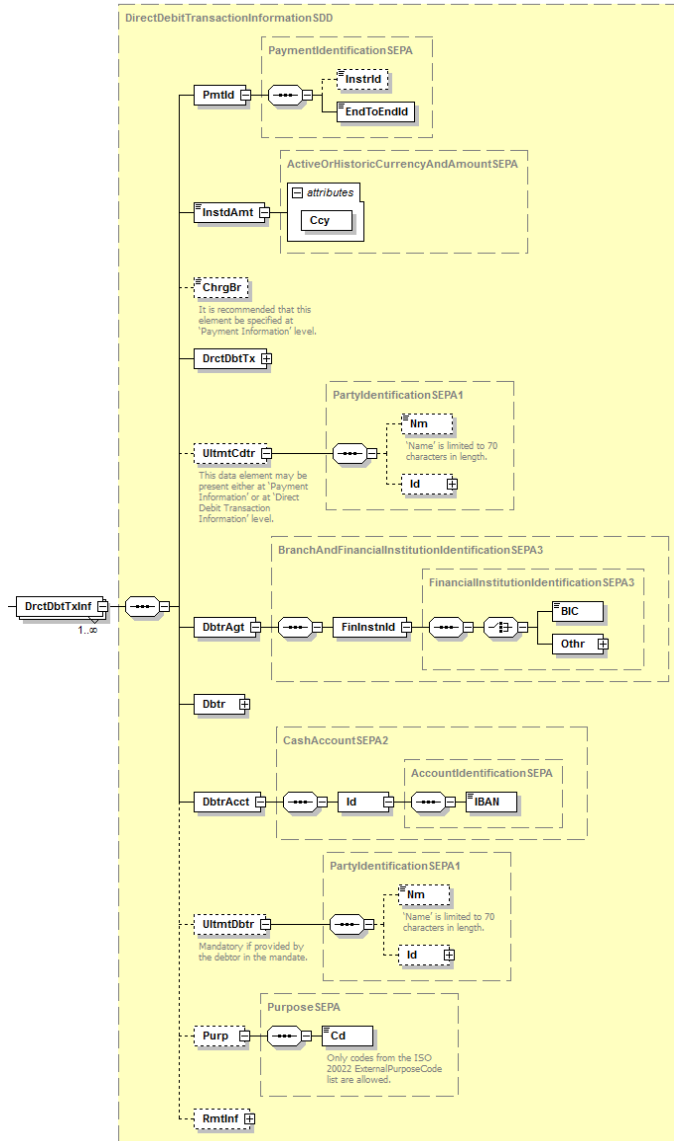 DirectDebitTransactionInformationSDD
PaymentIdentificationSEPA
InstrId
PmtId
EndToEndId
ActiveOrHistoricCurrencyAndAmountSEPA
attributes
InstdAmt
Ccy
ChrgBr
It is recommended that this
element be specified at
'Payment Information' level.
DrctDbtTx
PartyIdentificationSEPA1
Nm
'Name' is limited to 70
characters in length.
UltmtCdtr
This data element may be
present either at 'Payment
Information' or at 'Direct
Debit Transaction
Information' level.
Id
BranchAndFinancialInstitutionIdentificationSEPA3
FinancialInstitutionIdentificationSEPA3
DrctDbtTxInf
1..∞
BIC
DbtrAgt
FinInstnId
Othr
Dbtr
CashAccountSEPA2
AccountIdentificationSEPA
DbtrAcct
Id
IBAN
PartyIdentificationSEPA1
Nm
'Name' is limited to 70
characters in length.
UltmtDbtr
Mandatory if provided by
the debtor in the mandate.
Id
PurposeSEPA
Purp
Cd
Only codes from the ISO
20022 ExternalPurposeCode
list are allowed.
RmtInf